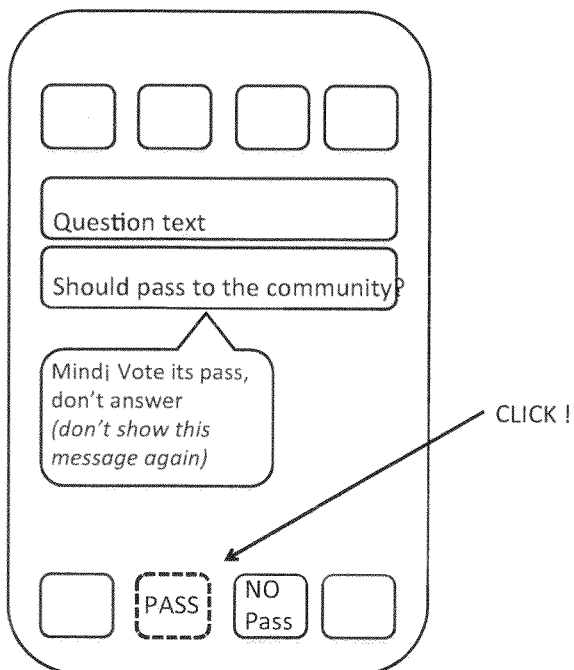 Question text
Should pass to the community?
Mind¡ Vote its pass,
don't answer
(don't show this
message again)
CLICK !
PASS
NO
Pass